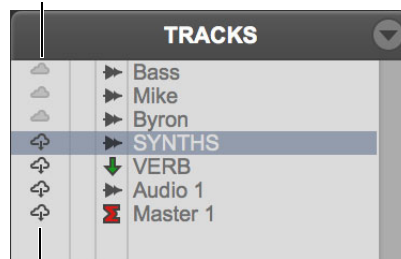 TRACKS
Bass
Mike
Byron
SYNTHS
VERB
Audio 1
Master 1